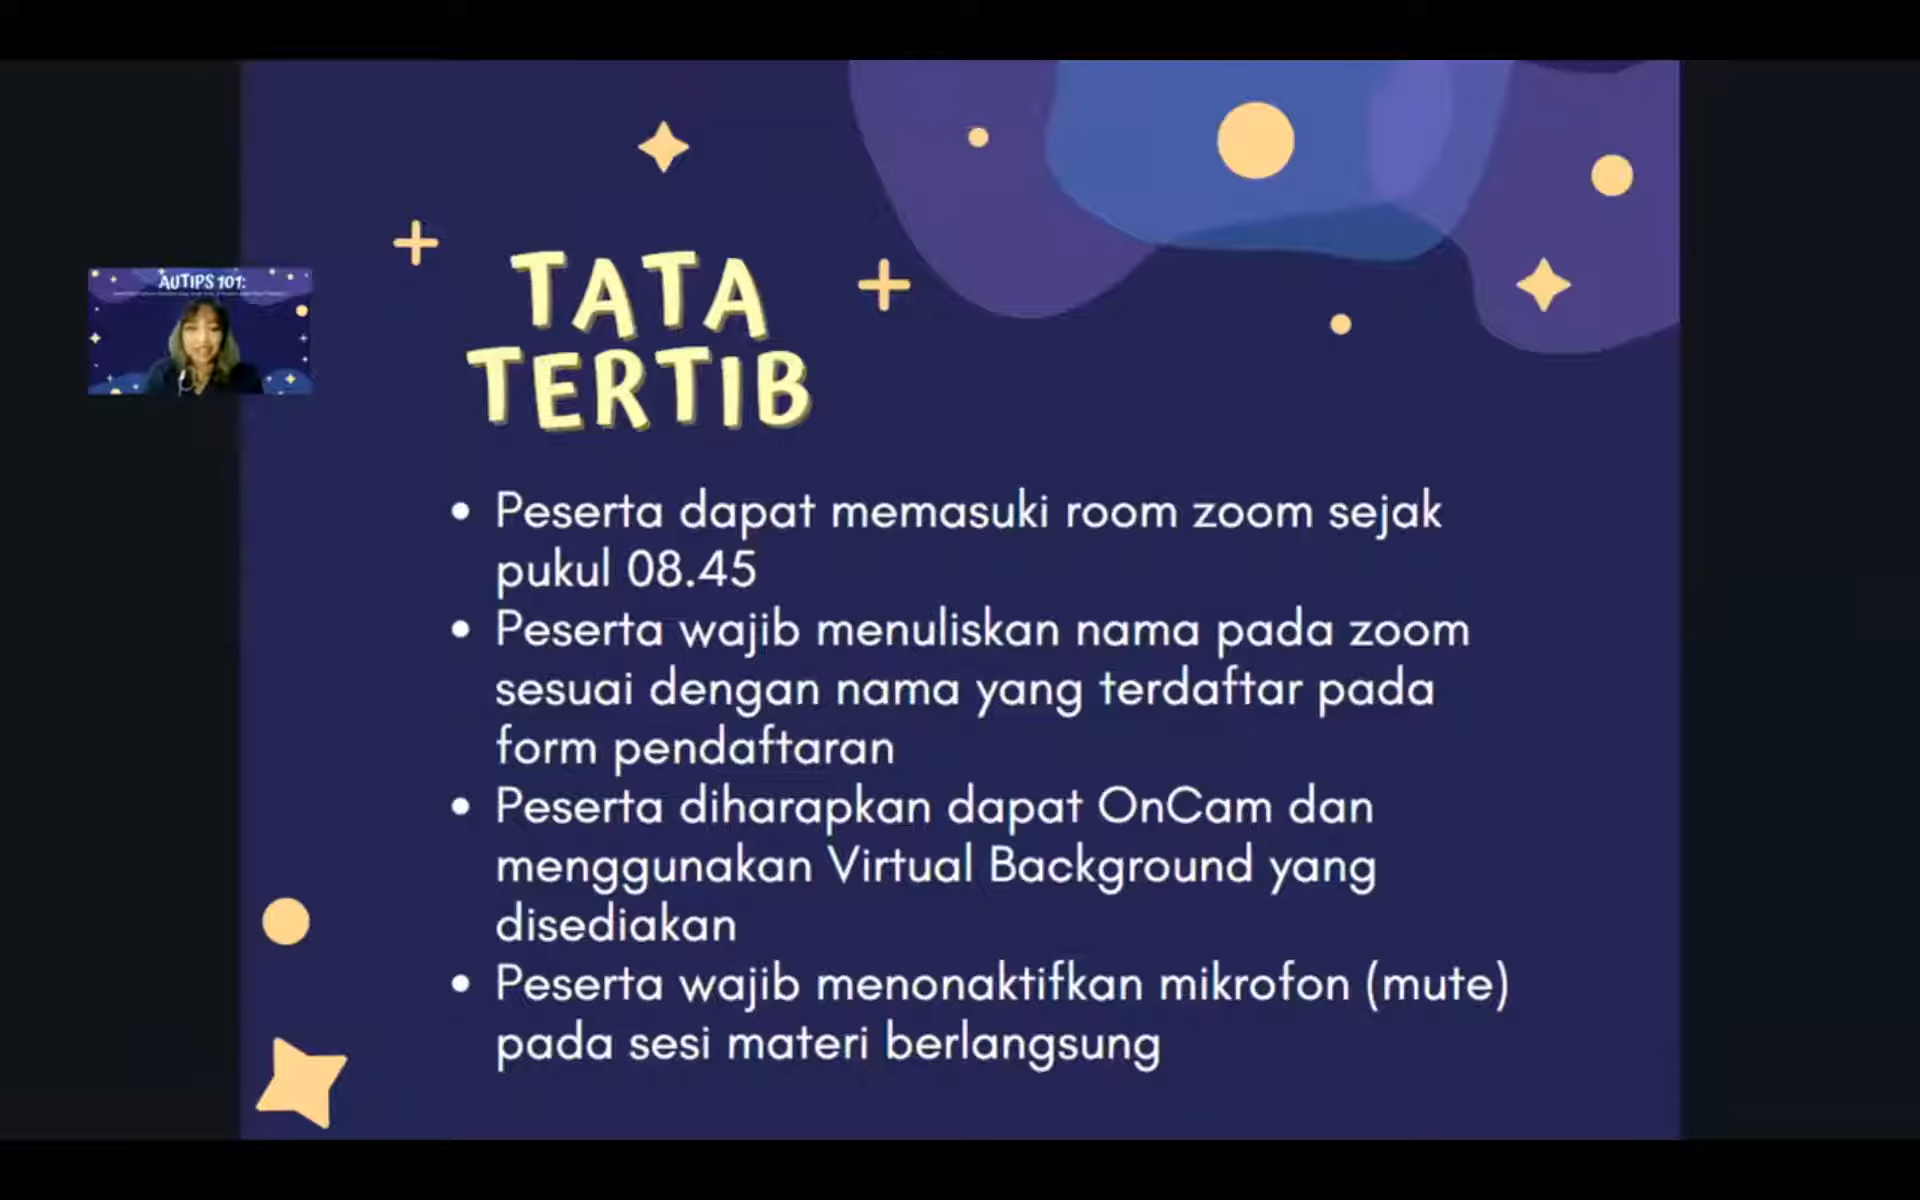 AUTIPS 101:
TATA
TERTIB
• Peserta dapat memasuki room zoom sejak
pukul 08.45
• Peserta wajib menuliskan nama pada zoom
sesuai dengan nama yang terdaftar pada
form pendaftaran
• Peserta diharapkan dapat OnCam dan
menggunakan Virtual Background yang
disediakan
• Peserta wajib menonaktifkan mikrofon (mute)
pada sesi materi berlangsung